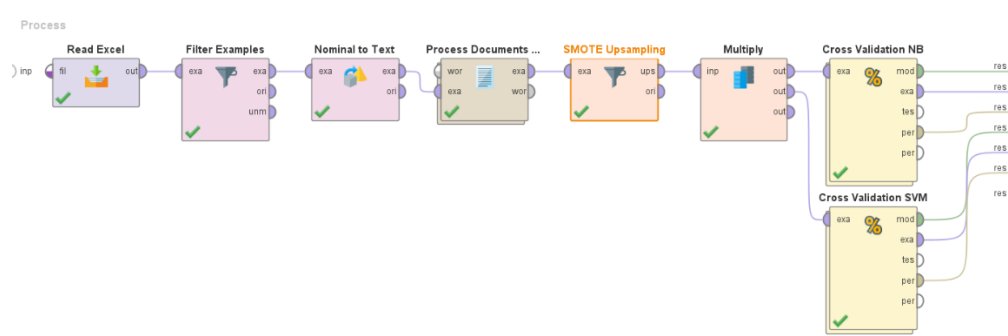 Process
Read Excel
Filter Examples
Nominal to Text
Process Documents ...
SMOTE Upsampling
Multiply
Cross Validation NB
inp
fil
out
exa
exa
ori
unm
exa
exa
ori
wor
exa
exa
wor
exa
ups
ori
inp
out
out
out
exa
mod
exa
tes
per
per
res
res
res
res
res
res
res
Cross Validation SVM
exa
mod
exa
tes
per
per